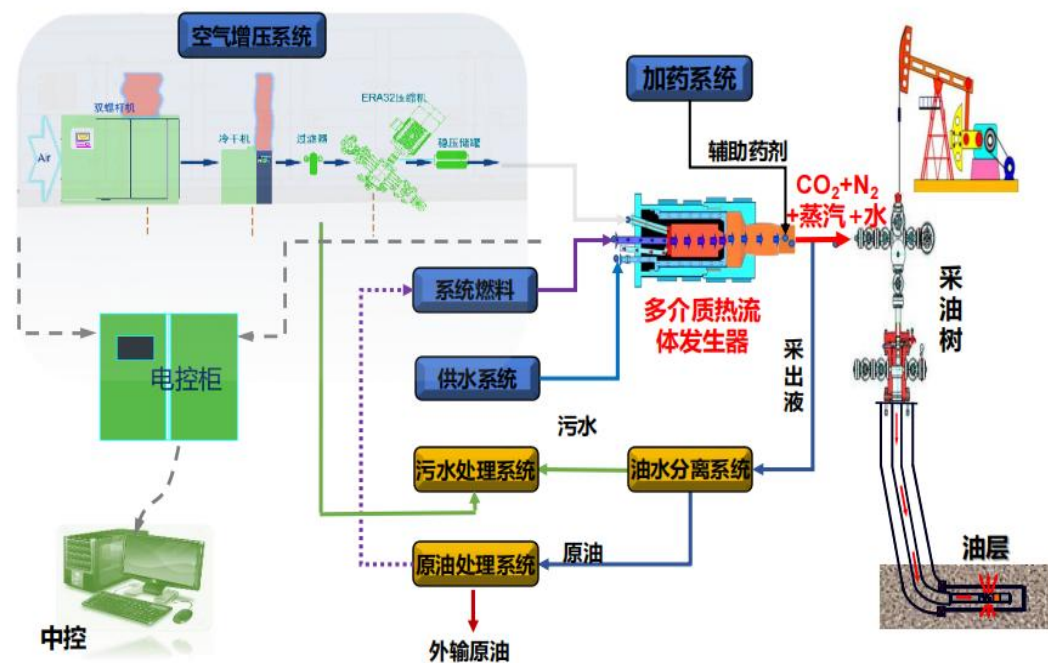 空气增压系统
双螺杆机
Air
冷干机
过滤器
ERA32压缩机
稳压储罐
加药系统
辅助药剂
CO₂+N₂
+蒸汽+水
系统燃料
多介质热流
体发生器
采油树
供水系统
电控柜
采出液
污水
污水处理系统
油水分离系统
原油处理系统
原油
油层
中控
外输原油